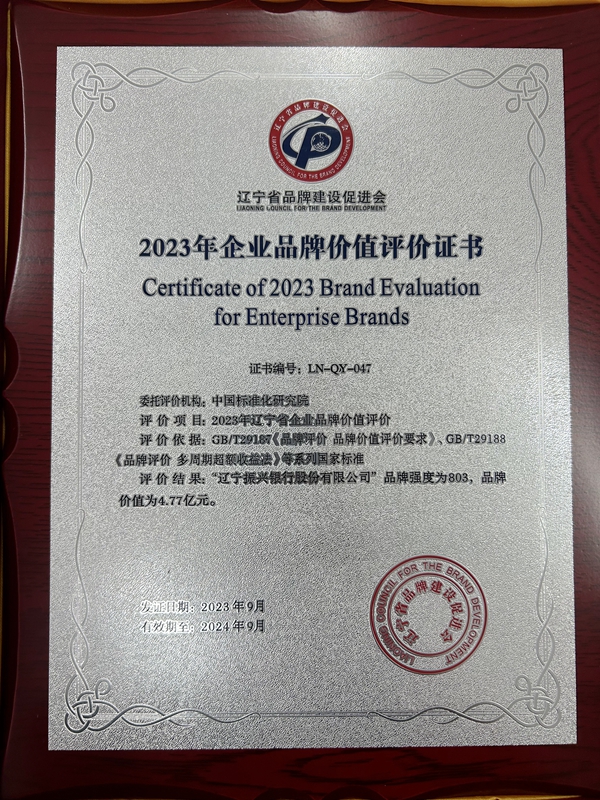 辽宁省品牌建设促进会
LIAONING COUNCIL FOR THE BRAND DEVELOPMENT
辽宁省品牌建设促进会
LIAONING COUNCIL FOR THE BRAND DEVELOPMENT
2023年企业品牌价值评价证书
Certificate of 2023 Brand Evaluation
for Enterprise Brands
证书编号：LN-QY-047
委托评价机构：中国标准化研究院
评价项目：2023年辽宁省企业品牌价值评价
评价依据：GB/T29187《品牌评价 品牌价值评价要求》、GB/T29188
《品牌评价 多周期超额收益法》等系列国家标准
评价结果：“辽宁振兴银行股份有限公司”品牌强度为803，品牌
价值为4.77亿元。
发证日期：2023年9月
有效期至：2024年9月
LIAONING COUNCIL FOR THE BRAND DEVELOPMENT
辽宁省品牌建设促进会